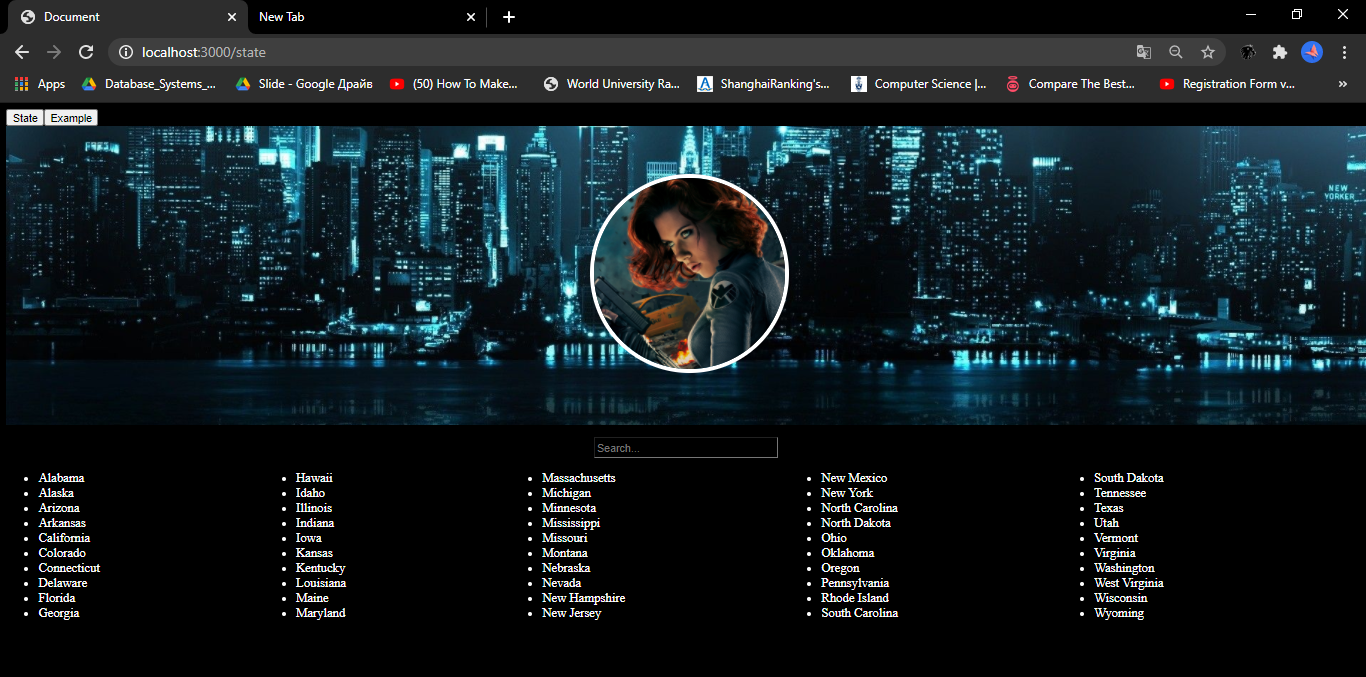 Document
New Tab
localhost:3000/state
Apps
Database_Systems_...
Slide - Google Драйв
(50) How To Make...
World University Ra...
ShanghaiRanking's...
Computer Science |...
Compare The Best...
Registration Form v...
»
State
Example
NEW
YORKER
Search...
Alabama
Alaska
Arizona
Arkansas
California
Colorado
Connecticut
Delaware
Florida
Georgia
Hawaii
Idaho
Illinois
Indiana
Iowa
Kansas
Kentucky
Louisiana
Maine
Maryland
Massachusetts
Michigan
Minnesota
Mississippi
Missouri
Montana
Nebraska
Nevada
New Hampshire
New Jersey
New Mexico
New York
North Carolina
North Dakota
Ohio
Oklahoma
Oregon
Pennsylvania
Rhode Island
South Carolina
South Dakota
Tennessee
Texas
Utah
Vermont
Virginia
Washington
West Virginia
Wisconsin
Wyoming